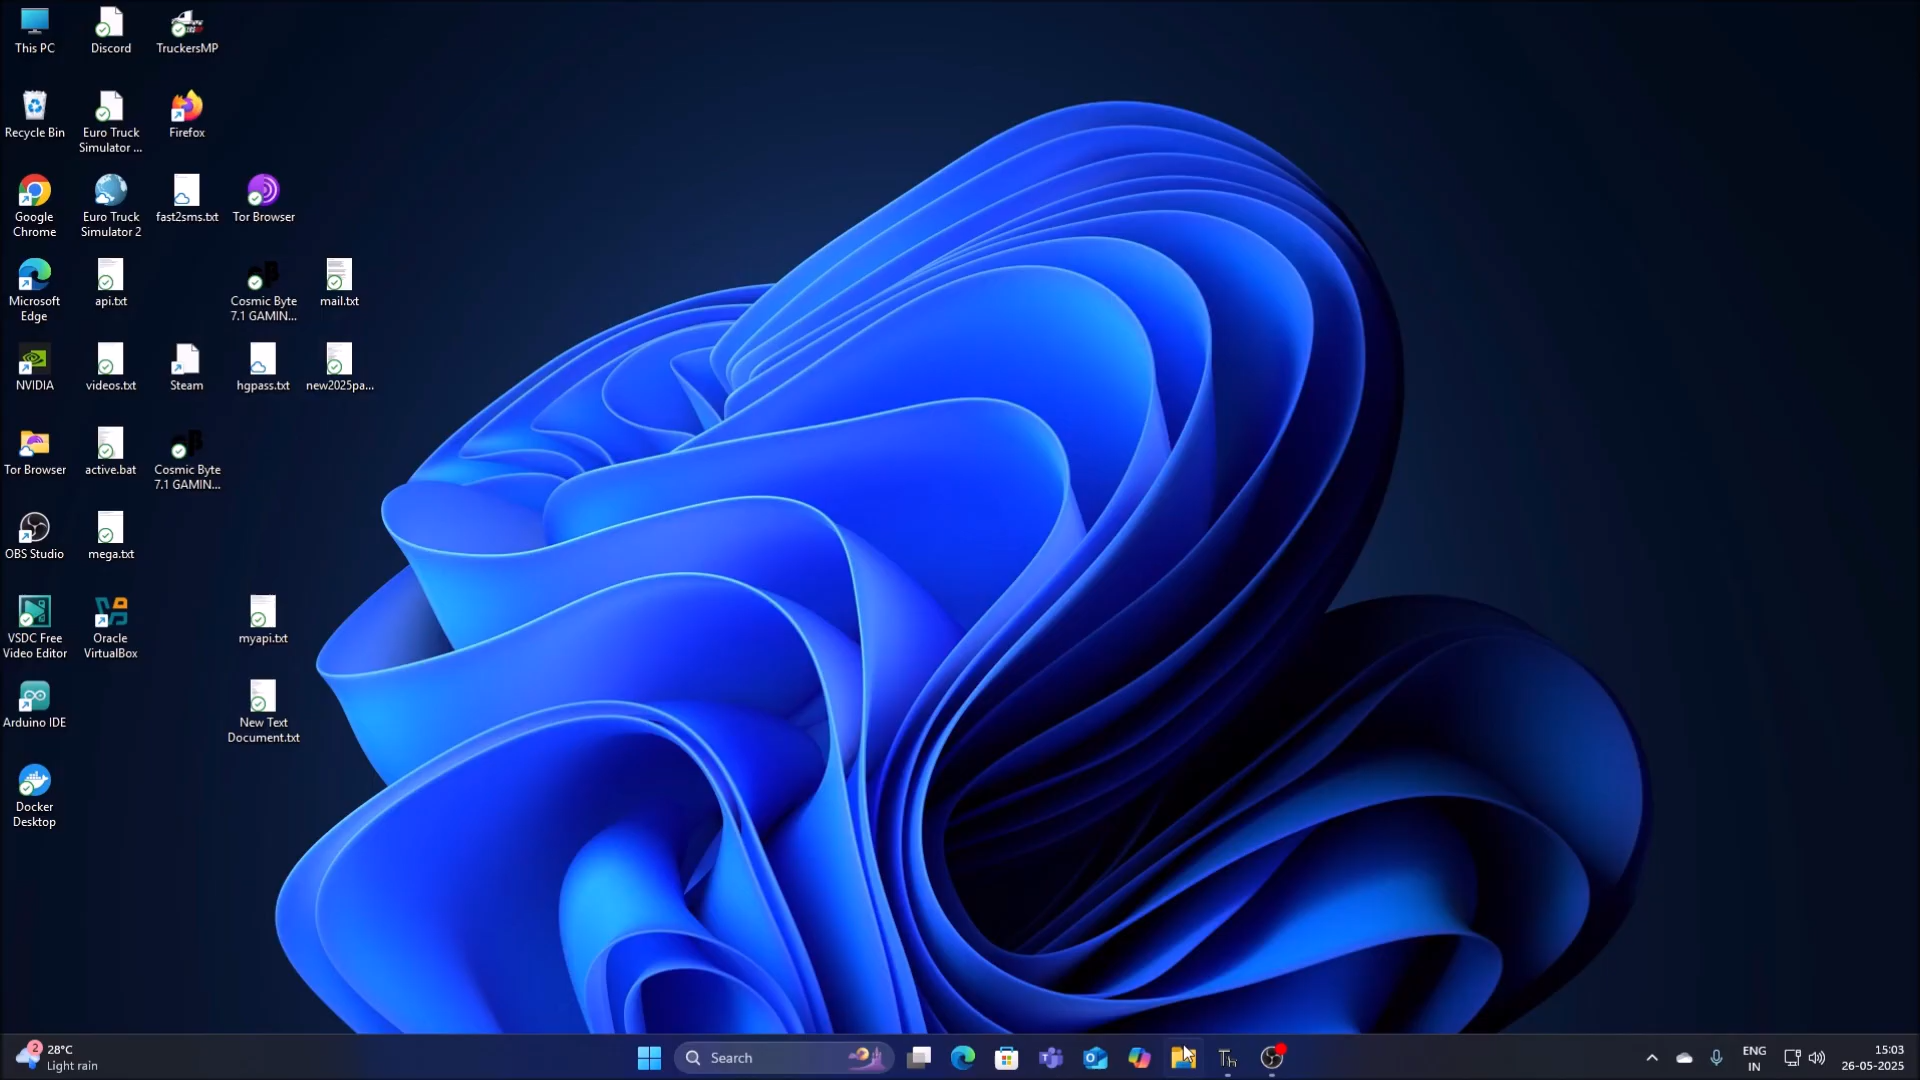 This PC
Discord
TruckersMP
Recycle Bin
Euro Truck
Simulator ...
Firefox
Google
Chrome
Euro Truck
Simulator 2
fast2sms.txt
Tor Browser
Microsoft
Edge
api.txt
Cosmic Byte
7.1 GAMIN...
mail.txt
NVIDIA
videos.txt
Steam
hgpass.txt
new2025pa...
Tor Browser
active.bat
Cosmic Byte
7.1 GAMIN...
OBS Studio
mega.txt
VSDC Free
Video Editor
Oracle
VirtualBox
myapi.txt
Arduino IDE
New Text
Document.txt
Docker
Desktop
2
28°C
Light rain
Search
ENG
IN
15:03
26-05-2025